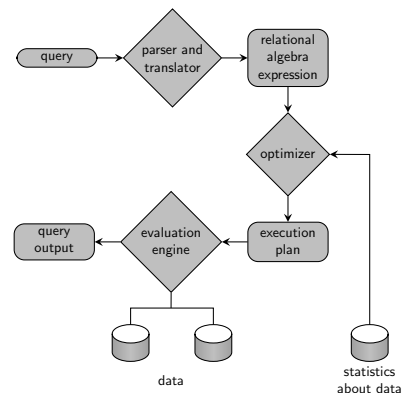 query
parser and
translator
relational
algebra
expression
optimizer
execution
plan
evaluation
engine
query
output
data
statistics
about data